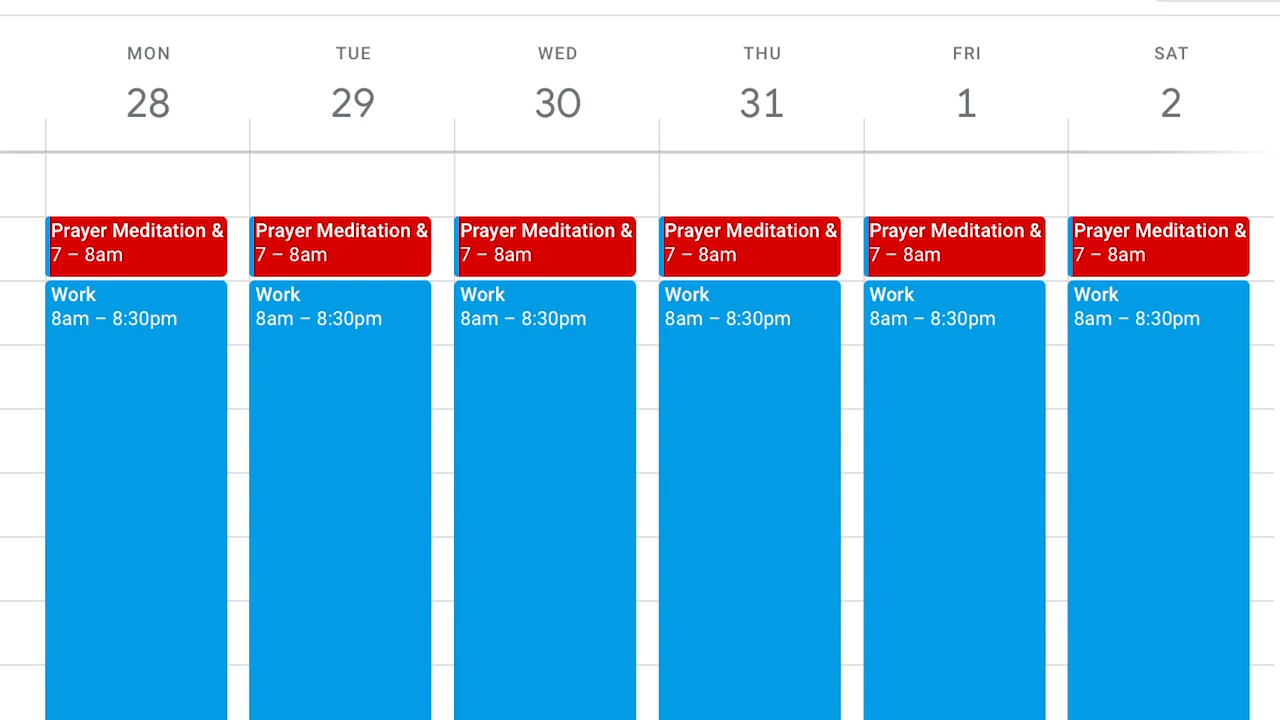 MON TUE WED THU FRI SAT
28 29 30 31 1 2
Prayer Meditation & Prayer Meditation & Prayer Meditation & Prayer Meditation & Prayer Meditation & Prayer Meditation &
7 – 8am 7 – 8am 7 – 8am 7 – 8am 7 – 8am 7 – 8am
Work Work Work Work Work Work
8am – 8:30pm 8am – 8:30pm 8am – 8:30pm 8am – 8:30pm 8am – 8:30pm 8am – 8:30pm